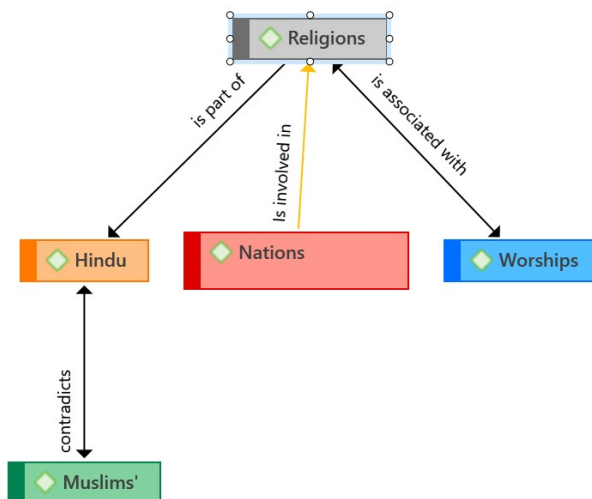 Religions
is part of
Is involved in
is associated with
Hindu
Nations
Worships
contradicts
Muslims'